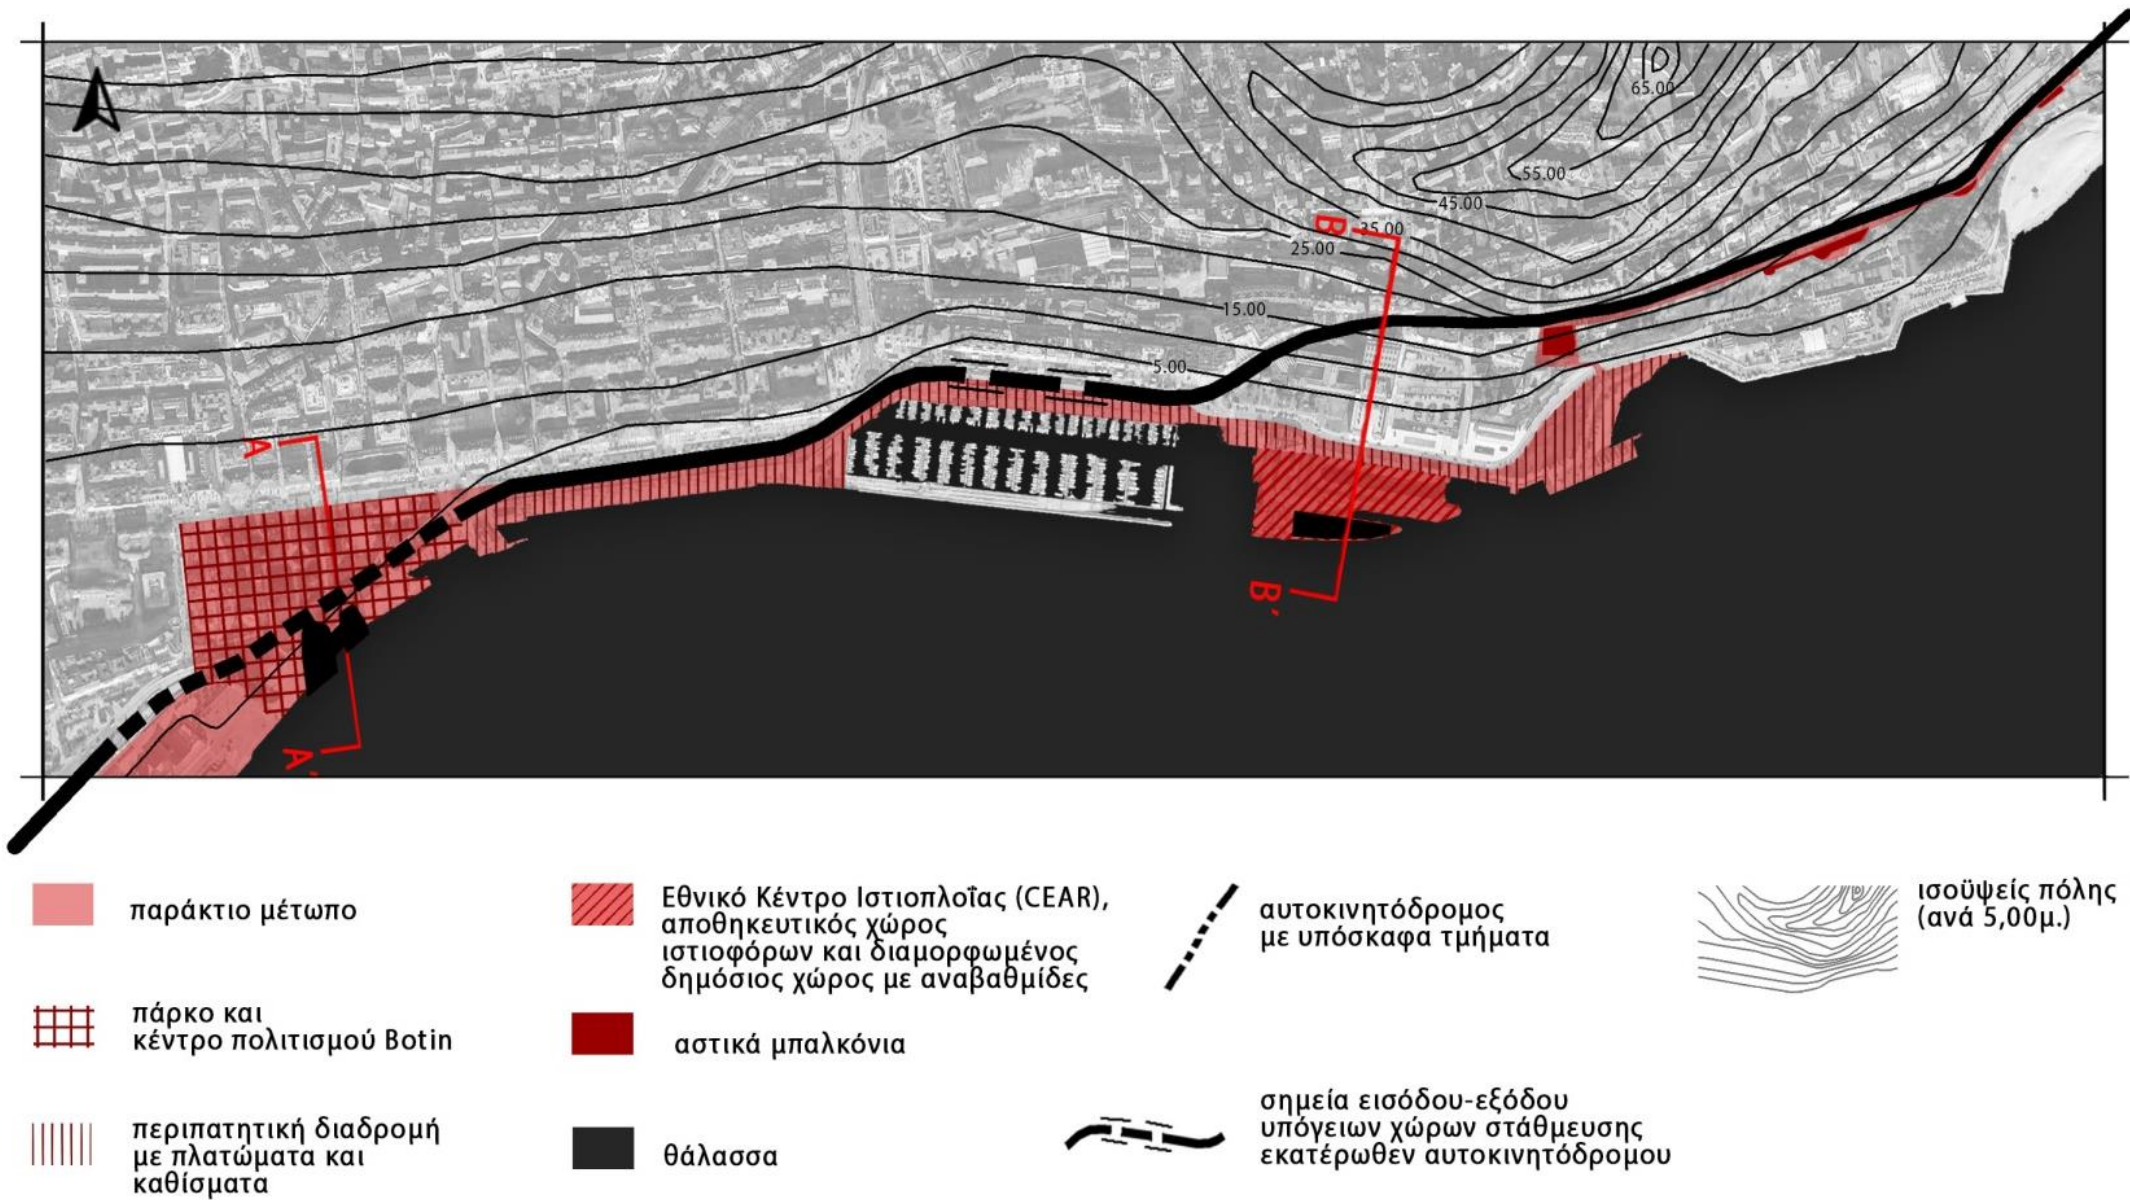 65.00
55.00
45.00
B
35.00
25.00
15.00
5.00
A
B'
A'
παράκτιο μέτωπο
πάρκο και
κέντρο πολιτισμού Botin
περιπατητική διαδρομή
με πλατώματα και
καθίσματα
Εθνικό Κέντρο Ιστιοπλοΐας (CEAR),
αποθηκευτικός χώρος
ιστιοφόρων και διαμορφωμένος
δημόσιος χώρος με αναβαθμίδες
αστικά μπαλκόνια
θάλασσα
αυτοκινητόδρομος
με υπόσκαφα τμήματα
σημεία εισόδου-εξόδου
υπόγειων χώρων στάθμευσης
εκατέρωθεν αυτοκινητόδρομου
ισοϋψείς πόλης
(ανά 5,00μ.)